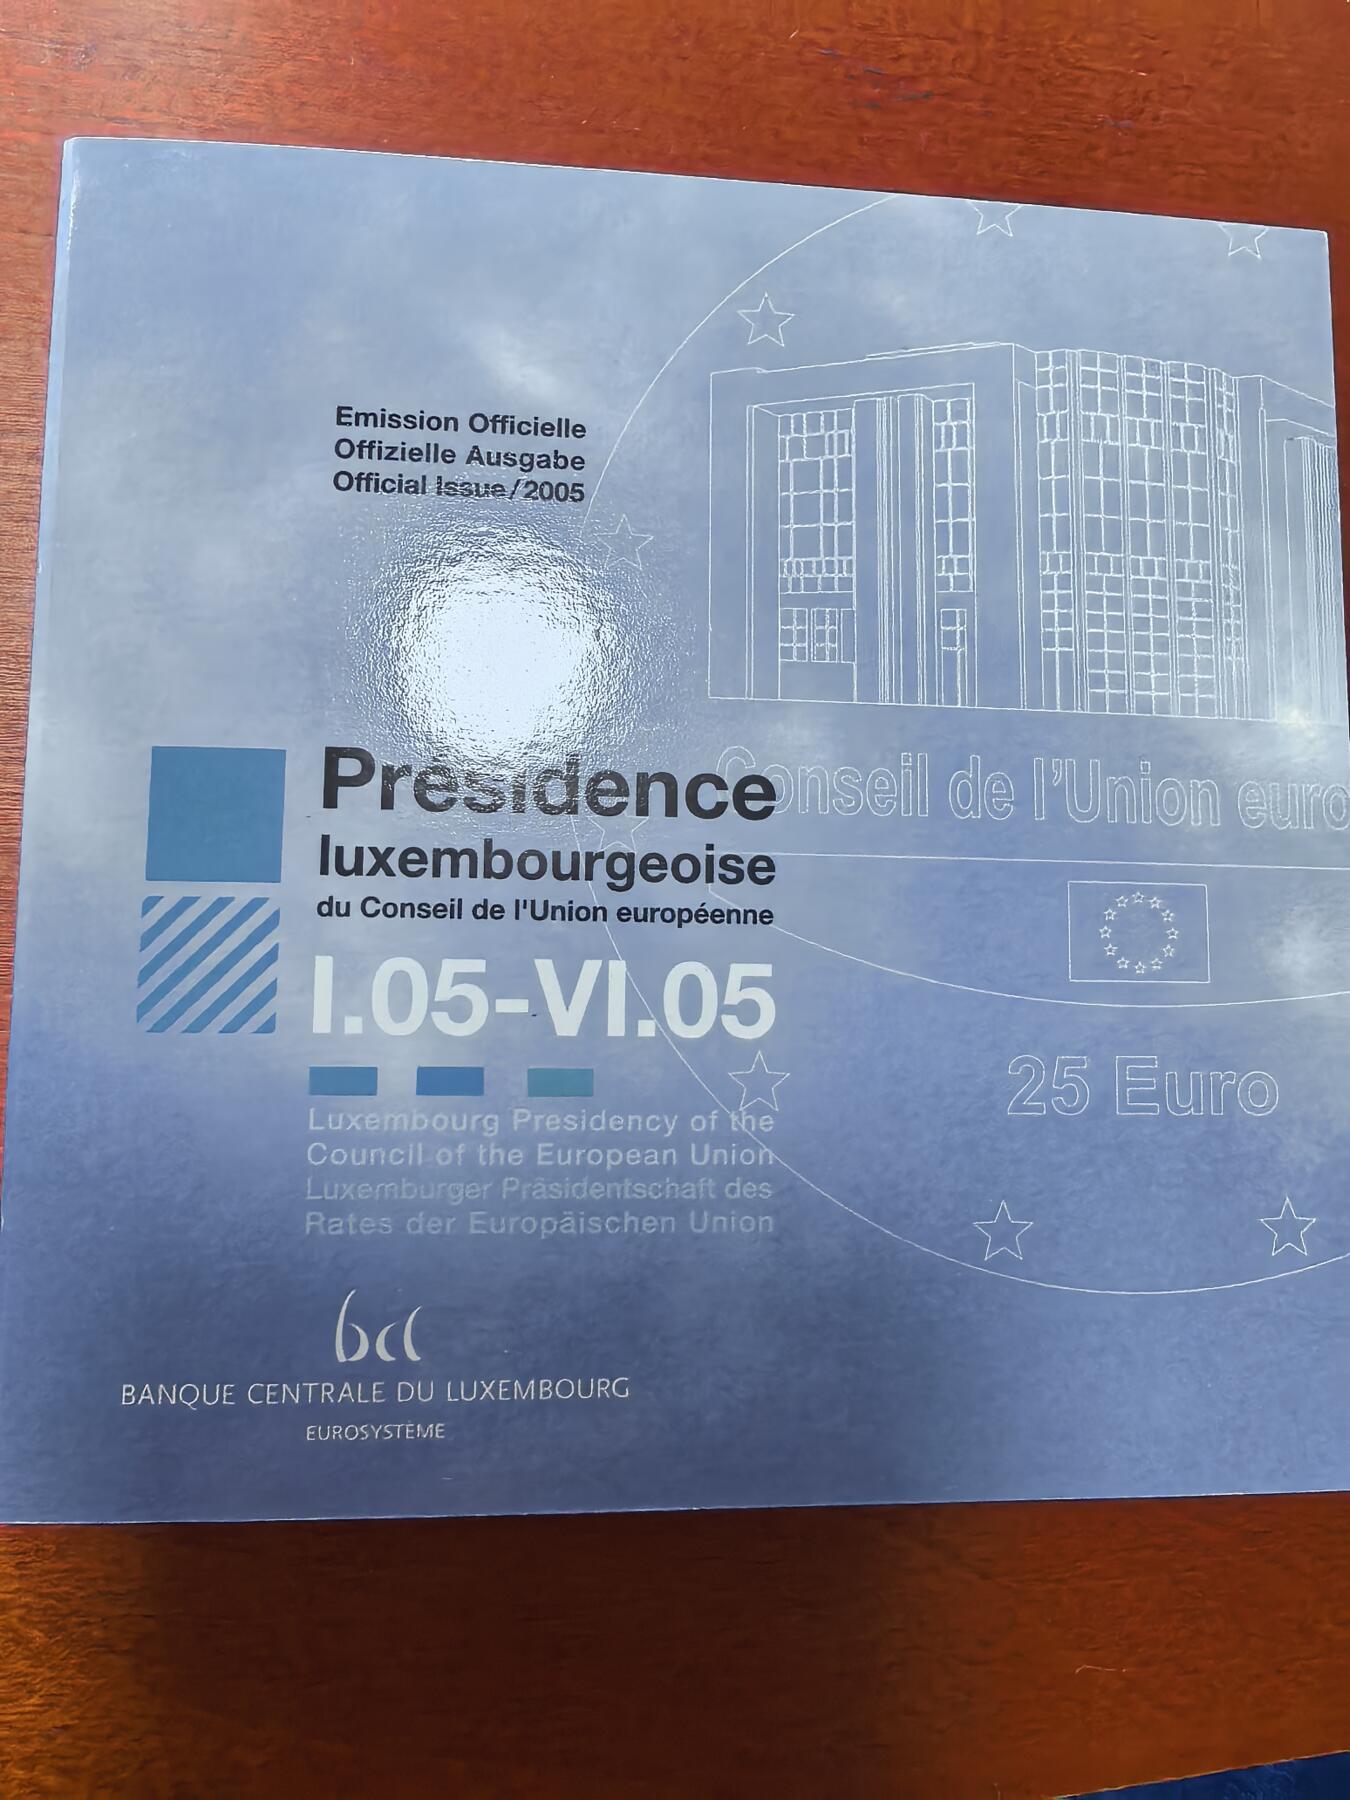 Emission Officielle
Offizielle Ausgabe
Official Issue/2005
Présidence
luxembourgeoise
du Conseil de l'Union européenne
I.05-VI.05
Luxembourg Presidency of the
Council of the European Union
Luxemburger Präsidentschaft des
Rates der Europäischen Union
bcl
BANQUE CENTRALE DU LUXEMBOURG
EUROSYSTÈME
Conseil de l'Union euro
25 Euro